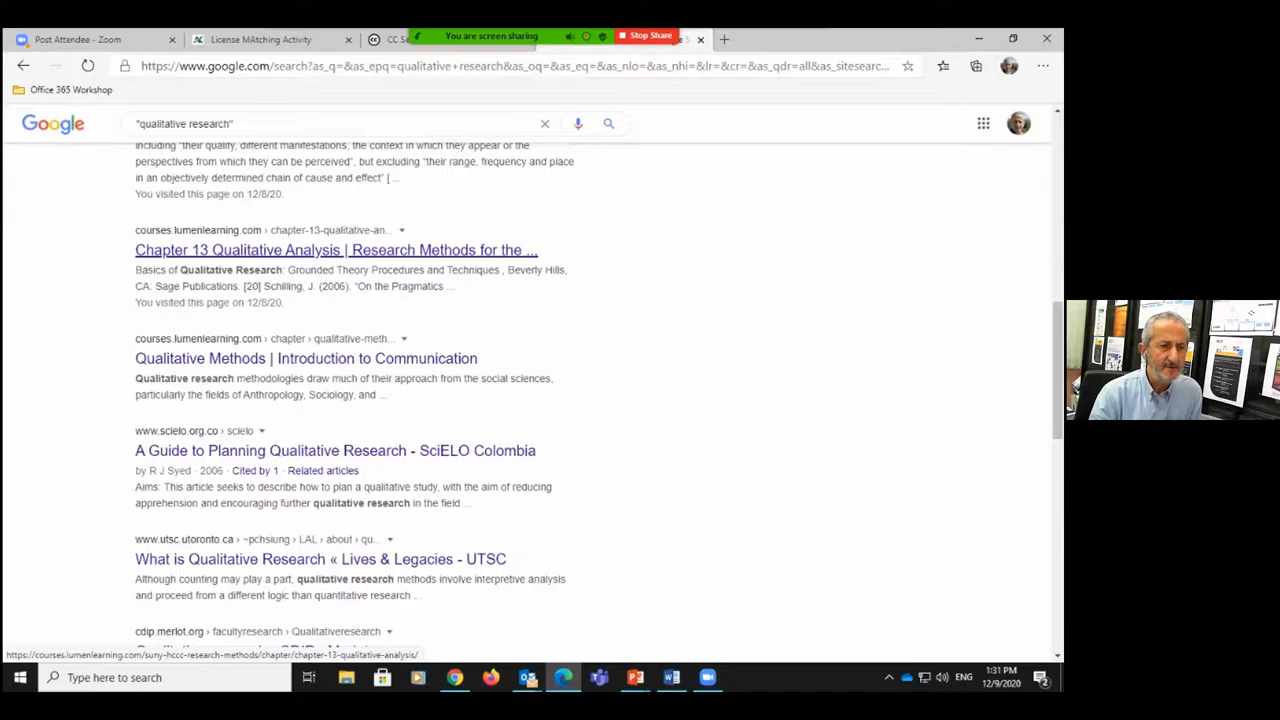 Post Attendee - Zoom
License MAtching Activity
CC Se
You are screen sharing
Stop Share
https://www.google.com/search?as_q=&as_epq=qualitative+research&as_oq=&as_eq=&as_nlo=&as_nhi=&lr=&cr=&as_qdr=all&as_sitesearc...
Office 365 Workshop
Google
"qualitative research"
including "their quality, different manifestations, the context in which they appear or the
perspectives from which they can be perceived", but excluding "their range, frequency and place
in an objectively determined chain of cause and effect" [ ...
You visited this page on 12/8/20.
courses.lumenlearning.com › chapter-13-qualitative-an...
Chapter 13 Qualitative Analysis | Research Methods for the ...
Basics of Qualitative Research: Grounded Theory Procedures and Techniques , Beverly Hills,
CA. Sage Publications. [20] Schilling, J. (2006). "On the Pragmatics ...
You visited this page on 12/8/20.
courses.lumenlearning.com › chapter › qualitative-meth...
Qualitative Methods | Introduction to Communication
Qualitative research methodologies draw much of their approach from the social sciences,
particularly the fields of Anthropology, Sociology, and ...
www.scielo.org.co › scielo
A Guide to Planning Qualitative Research - SciELO Colombia
by R J Syed · 2006 · Cited by 1 · Related articles
Aims: This article seeks to describe how to plan a qualitative study, with the aim of reducing
apprehension and encouraging further qualitative research in the field ...
www.utsc.utoronto.ca › ~pchsiung › LAL › about › qu...
What is Qualitative Research « Lives & Legacies - UTSC
Although counting may play a part, qualitative research methods involve interpretive analysis
and proceed from a different logic than quantitative research ...
cdip.merlot.org › facultyresearch › Qualitativeresearch
https://courses.lumenlearning.com/suny-hccc-research-methods/chapter/chapter-13-qualitative-analysis/
Type here to search
ENG
1:31 PM
12/9/2020
2